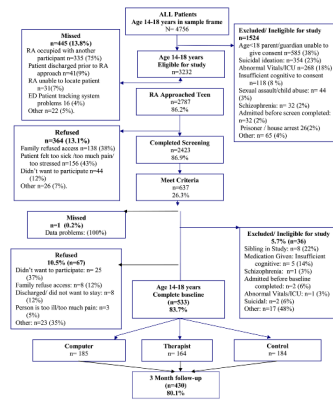 ALL Patients
Age 14-18 years in sample frame
N= 4756
Missed
n=445 (13.8%)
RA occupied with another
participant n=335 (75%)
Patient discharged prior to RA
approach n=41(9%)
RA unable to locate patient
n=31(7%)
ED Patient tracking system
problems 16 (4%)
Other n=22 (5%).
Age 14-18 years
Eligible for study
n=3232
Excluded/ Ineligible for study
n=1524
Age<18 parent/guardian unable to
give consent n=585 (38%)
Suicidal ideation= 354 (23%)
Abnormal Vitals/ICU =268 (18%)
Insufficient cognitive to consent
n=118 (8 %)
Sexual assault/child abuse: n= 44
(3%)
Schizophrenia: n= 32 (2%)
Admitted before screen completed:
n=32 (2%)
Prisoner / house arrest 26(2%)
Other: n= 65 (4%)
RA Approached Teen
n=2787
86.2%
Refused
n=364 (13.1%)
Family refused access n=138 (38%)
Patient felt too sick /too much pain/
too stressed n=156 (43%)
Didn't want to participate n=44
(12%)
Other n=26 (7%).
Completed Screening
n=2423
86.9%
Meet Criteria
n=637
26.3%
Missed
n=1 (0.2%)
Data problems: (100%)
Refused
10.5% (n=67)
Didn't want to participate: n= 25
(37%)
Family refuse access: n=8 (12%)
Discharged/ did not want to stay: n=8
(12%)
Person is too ill/too much pain: n=3
(5%)
Other: n=23 (35%)
Excluded/ Ineligible for study
5.7% (n=36)
Sibling in Study: n=8 (22%)
Medication Given: Insufficient
cognitive: n= 5 (14%)
Schizophrenia: n=1 (3%)
Admitted before baseline
completed: n=2 (6%)
Abnormal Vitals/ICU: n=1 (3%)
Suicidal: n=2 (6%)
Other: n=17 (48%)
Age 14-18 years
Complete baseline
(n=533)
83.7%
Computer
n= 185
Therapist
n= 164
Control
n= 184
3 Month follow-up
(n=430)
80.1%